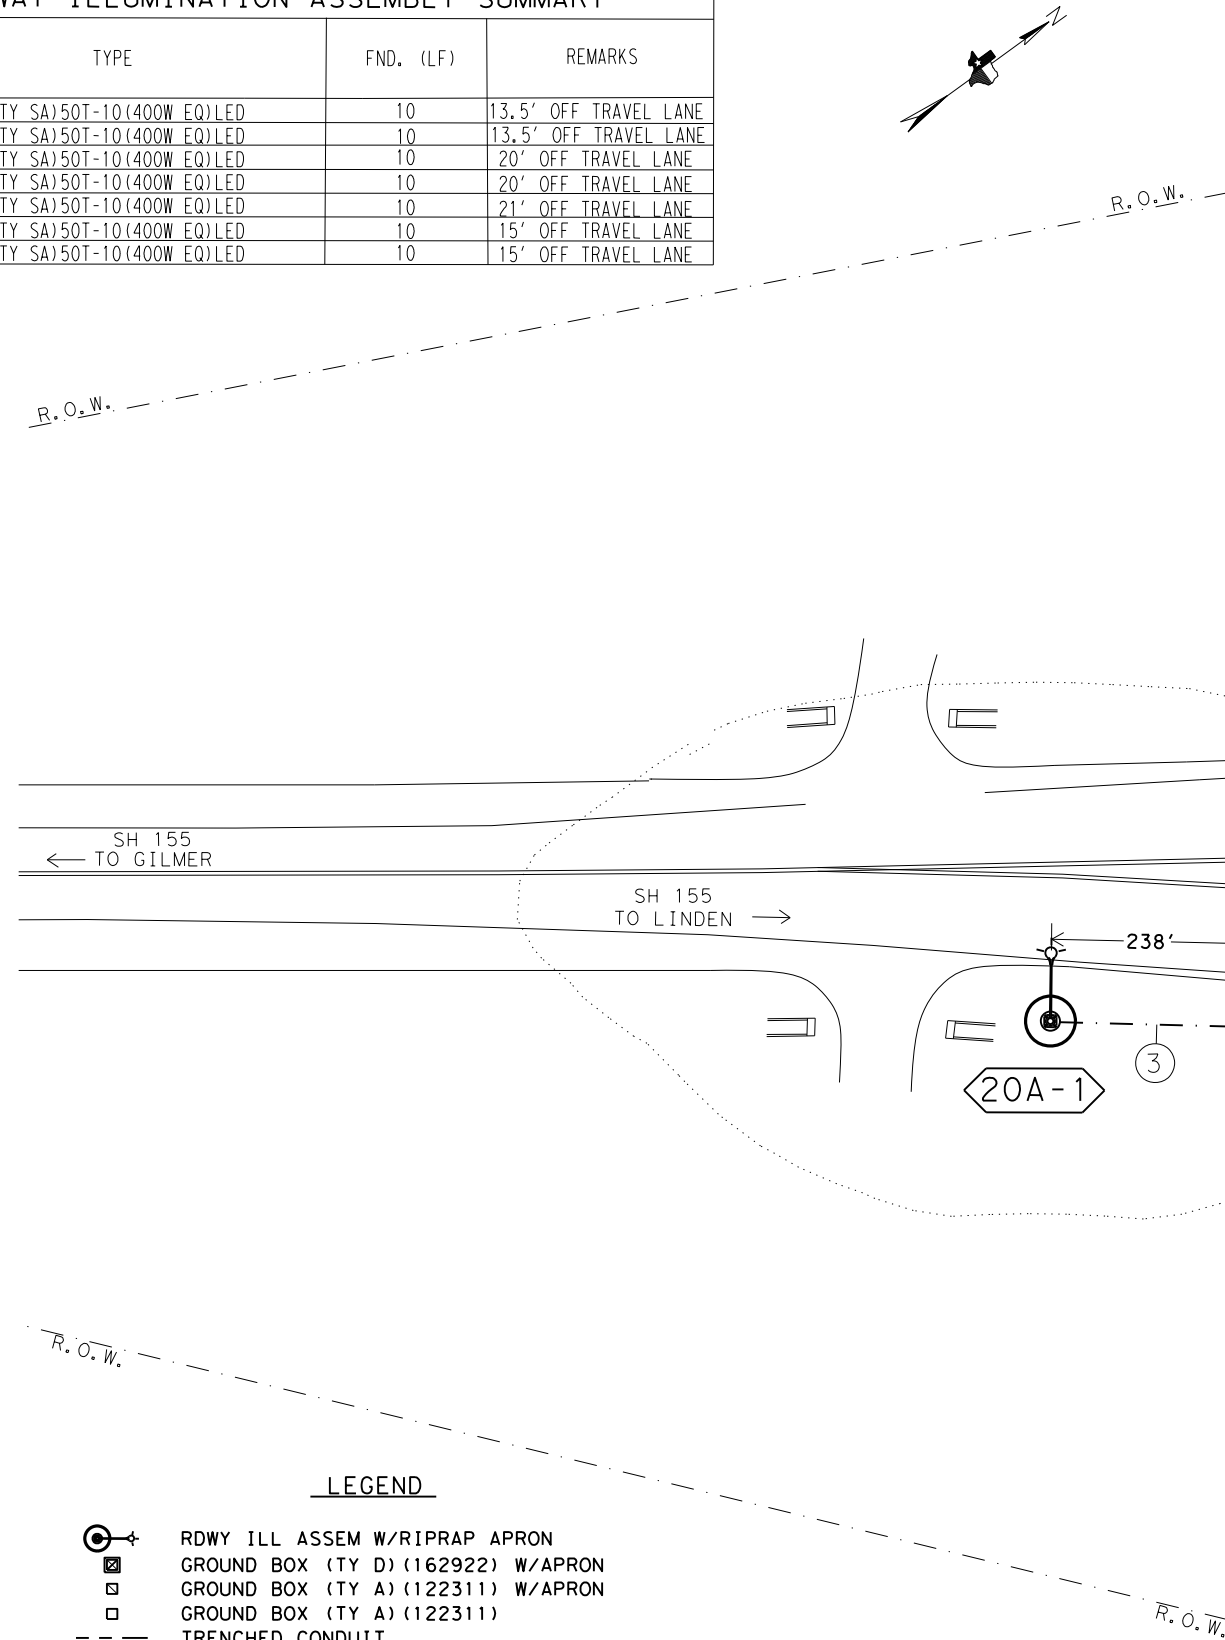 ILLUMINATION ASSEMBLY SUMMARY
TYPE FND. (LF) REMARKS
TY SA)50T-10(400W EQ)LED 10 13.5' OFF TRAVEL LANE
TY SA)50T-10(400W EQ)LED 10 13.5' OFF TRAVEL LANE
TY SA)50T-10(400W EQ)LED 10 20' OFF TRAVEL LANE
TY SA)50T-10(400W EQ)LED 10 20' OFF TRAVEL LANE
TY SA)50T-10(400W EQ)LED 10 21' OFF TRAVEL LANE
TY SA)50T-10(400W EQ)LED 10 15' OFF TRAVEL LANE
TY SA)50T-10(400W EQ)LED 10 15' OFF TRAVEL LANE
N
R.O.W.
R.O.W.
SH 155
TO GILMER
SH 155
TO LINDEN
238'
3
20A-1
R.O.W.
LEGEND
RDWY ILL ASSEM W/RIPRAP APRON
GROUND BOX (TY D)(162922) W/APRON
GROUND BOX (TY A)(122311) W/APRON
GROUND BOX (TY A)(122311)
TRENCHED CONDUIT
R.O.W.